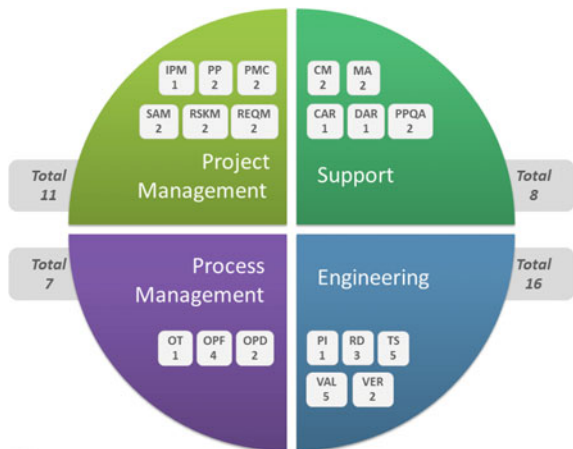 IPM PP PMC
1 2 2
SAM RSKM REQM
2 2 2
Project
Management
Total
11
CM MA
2 2
CAR DAR PPQA
1 1 2
Support
Total
8
Process
Management
Total
7
OT OPF OPD
1 4 2
Engineering
Total
16
PI RD TS
1 3 5
VAL VER
5 2